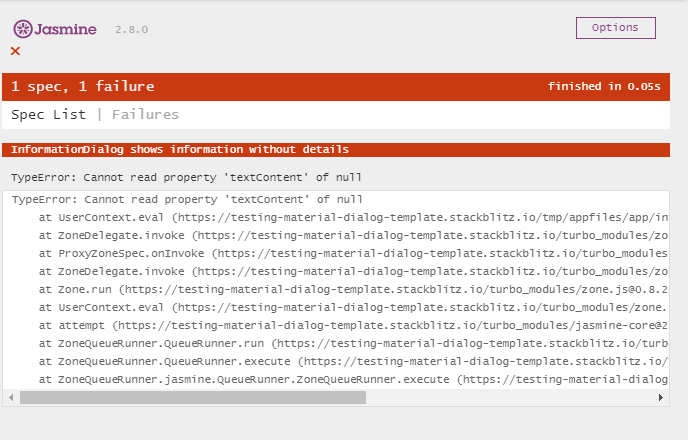 Jasmine 2.8.0 Options
×
1 spec, 1 failure finished in 0.05s
Spec List | Failures
InformationDialog shows information without details
TypeError: Cannot read property 'textContent' of null
TypeError: Cannot read property 'textContent' of null
at UserContext.eval (https://testing-material-dialog-template.stackblitz.io/tmp/appfiles/app/in
at ZoneDelegate.invoke (https://testing-material-dialog-template.stackblitz.io/turbo_modules/zo
at ProxyZoneSpec.onInvoke (https://testing-material-dialog-template.stackblitz.io/turbo_modules
at ZoneDelegate.invoke (https://testing-material-dialog-template.stackblitz.io/turbo_modules/zo
at Zone.run (https://testing-material-dialog-template.stackblitz.io/turbo_modules/zone.js@0.8.2
at UserContext.eval (https://testing-material-dialog-template.stackblitz.io/turbo_modules/zone.
at attempt (https://testing-material-dialog-template.stackblitz.io/turbo_modules/jasmine-core@2
at ZoneQueueRunner.QueueRunner.run (https://testing-material-dialog-template.stackblitz.io/turb
at ZoneQueueRunner.QueueRunner.execute (https://testing-material-dialog-template.stackblitz.io/
at ZoneQueueRunner.jasmine.QueueRunner.ZoneQueueRunner.execute (https://testing-material-dialog